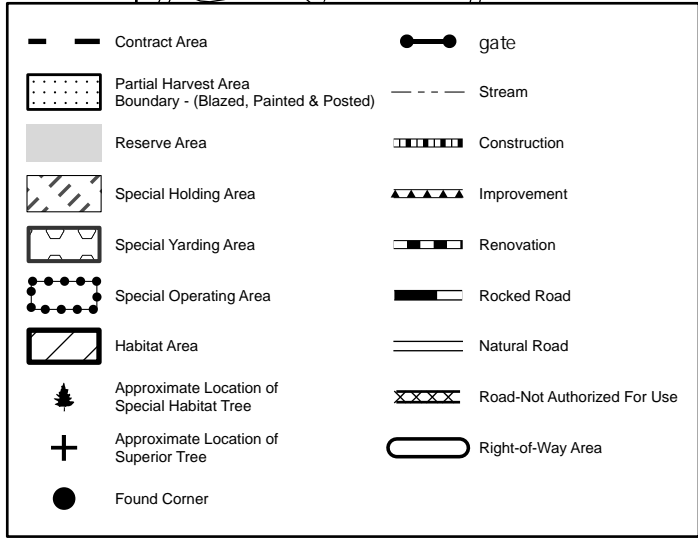 Contract Area
Partial Harvest Area
Boundary - (Blazed, Painted & Posted)
Reserve Area
Special Holding Area
Special Yarding Area
Special Operating Area
Habitat Area
Approximate Location of
Special Habitat Tree
Approximate Location of
Superior Tree
Found Corner
gate
Stream
Construction
Improvement
Renovation
Rocked Road
Natural Road
Road-Not Authorized For Use
Right-of-Way Area